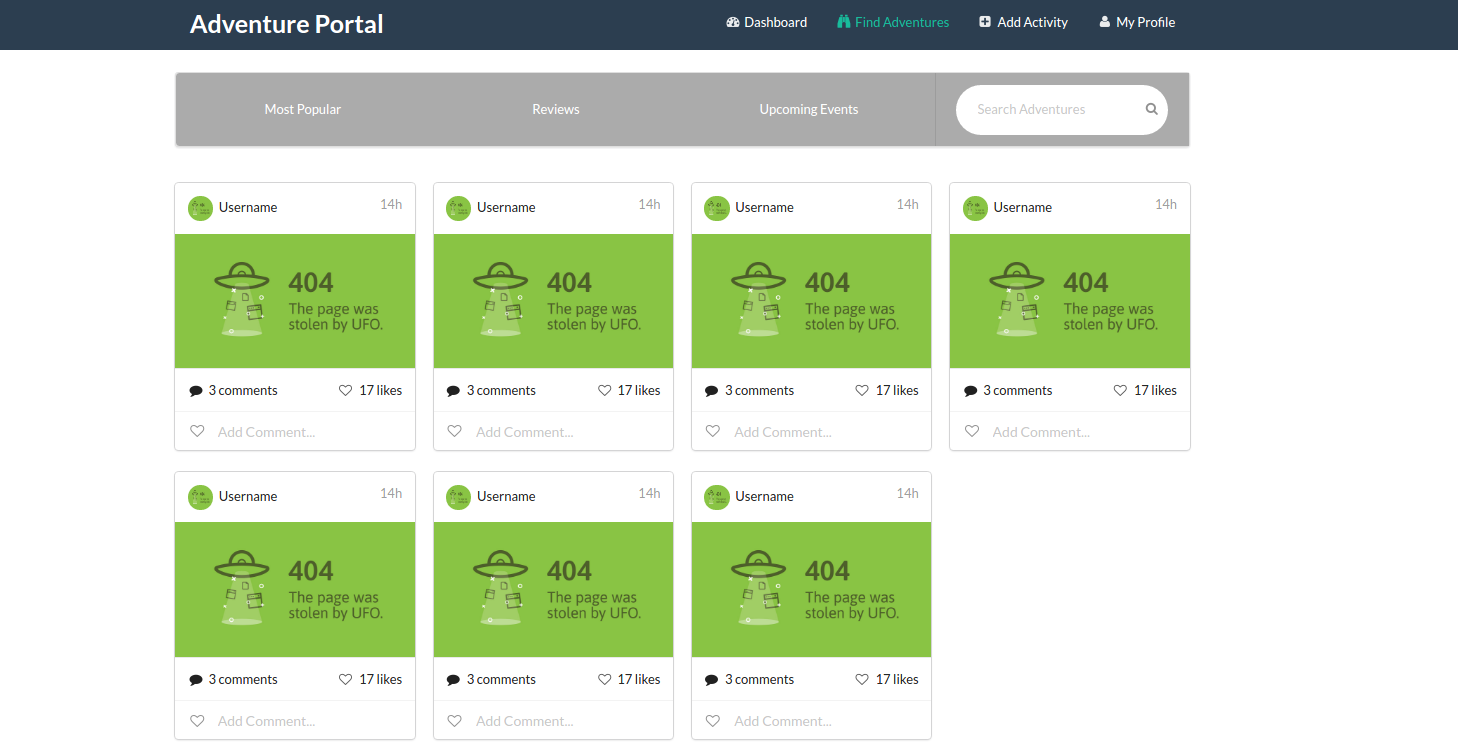 Adventure Portal
Dashboard
Find Adventures
Add Activity
My Profile
Most Popular
Reviews
Upcoming Events
Search Adventures
Username
14h
404
The page was
stolen by UFO.
3 comments
17 likes
Add Comment...
Username
14h
404
The page was
stolen by UFO.
3 comments
17 likes
Add Comment...
Username
14h
404
The page was
stolen by UFO.
3 comments
17 likes
Add Comment...
Username
14h
404
The page was
stolen by UFO.
3 comments
17 likes
Add Comment...
Username
14h
404
The page was
stolen by UFO.
3 comments
17 likes
Add Comment...
Username
14h
404
The page was
stolen by UFO.
3 comments
17 likes
Add Comment...
Username
14h
404
The page was
stolen by UFO.
3 comments
17 likes
Add Comment...